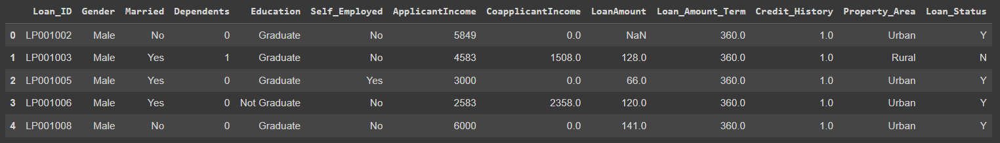 Loan_ID Gender Married Dependents Education Self_Employed ApplicantIncome CoapplicantIncome LoanAmount Loan_Amount_Term Credit_History Property_Area Loan_Status
0 LP001002 Male No 0 Graduate No 5849 0.0 NaN 360.0 1.0 Urban Y
1 LP001003 Male Yes 1 Graduate No 4583 1508.0 128.0 360.0 1.0 Rural N
2 LP001005 Male Yes 0 Graduate Yes 3000 0.0 66.0 360.0 1.0 Urban Y
3 LP001006 Male Yes 0 Not Graduate No 2583 2358.0 120.0 360.0 1.0 Urban Y
4 LP001008 Male No 0 Graduate No 6000 0.0 141.0 360.0 1.0 Urban Y